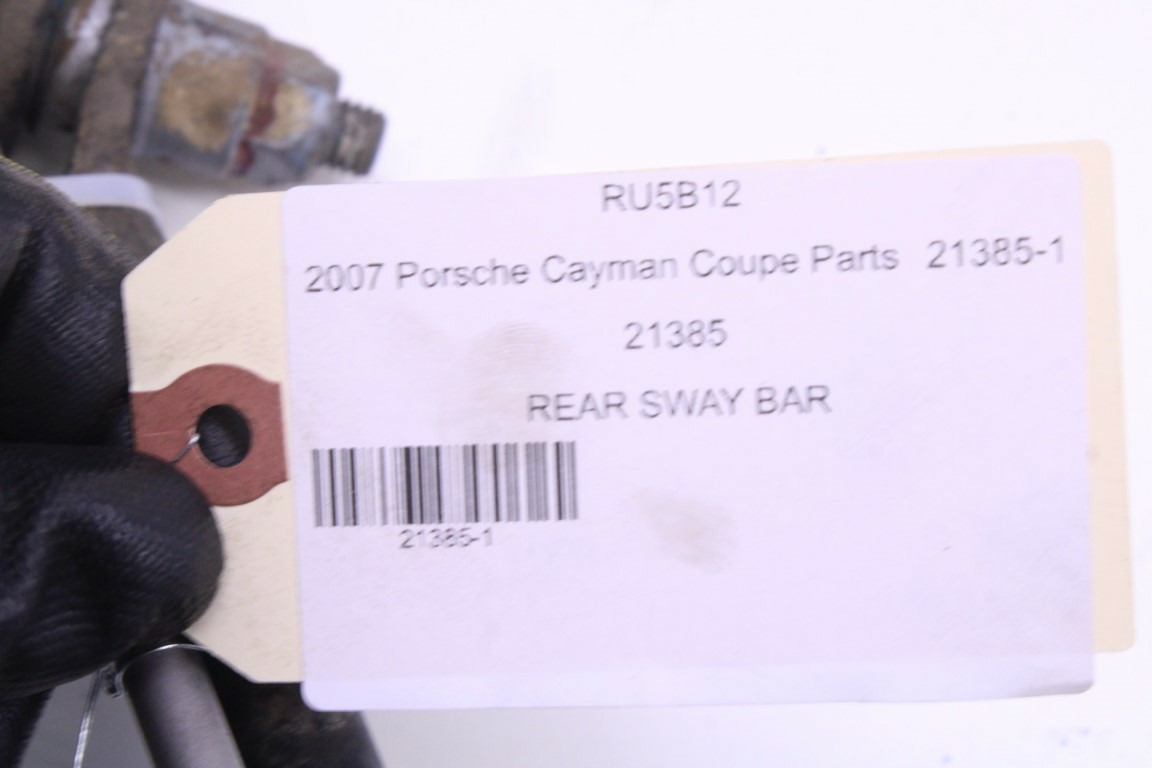 RU5B12
2007 Porsche Cayman Coupe Parts 21385-1
21385
REAR SWAY BAR
21385-1